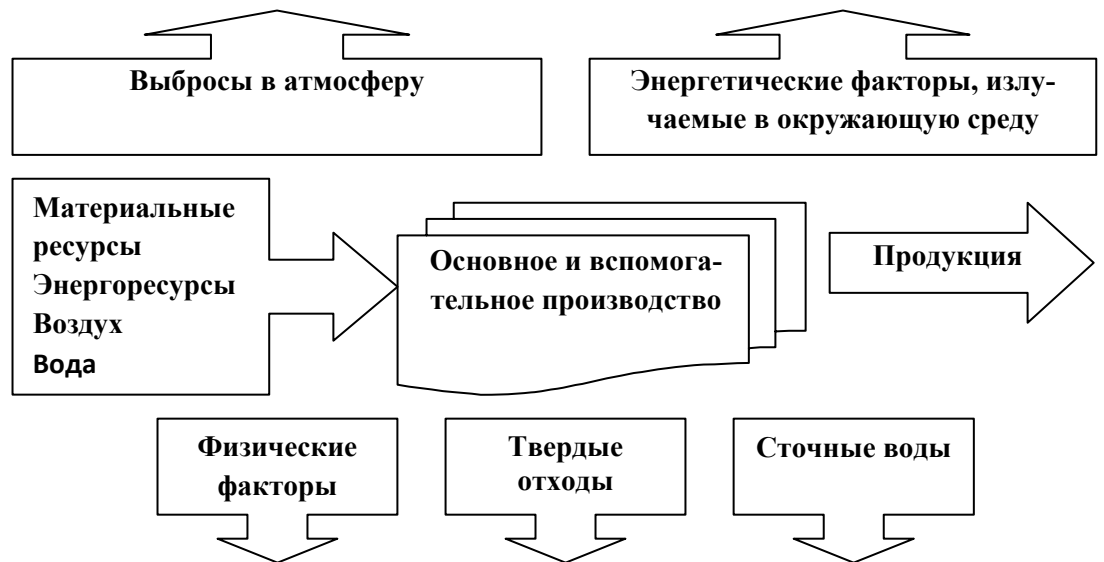 Выбросы в атмосферу
Энергетические факторы, излу-
чаемые в окружающую среду
Материальные
ресурсы
Энергоресурсы
Воздух
Вода
Основное и вспомога-
тельное производство
Продукция
Физические
факторы
Твердые
отходы
Сточные воды